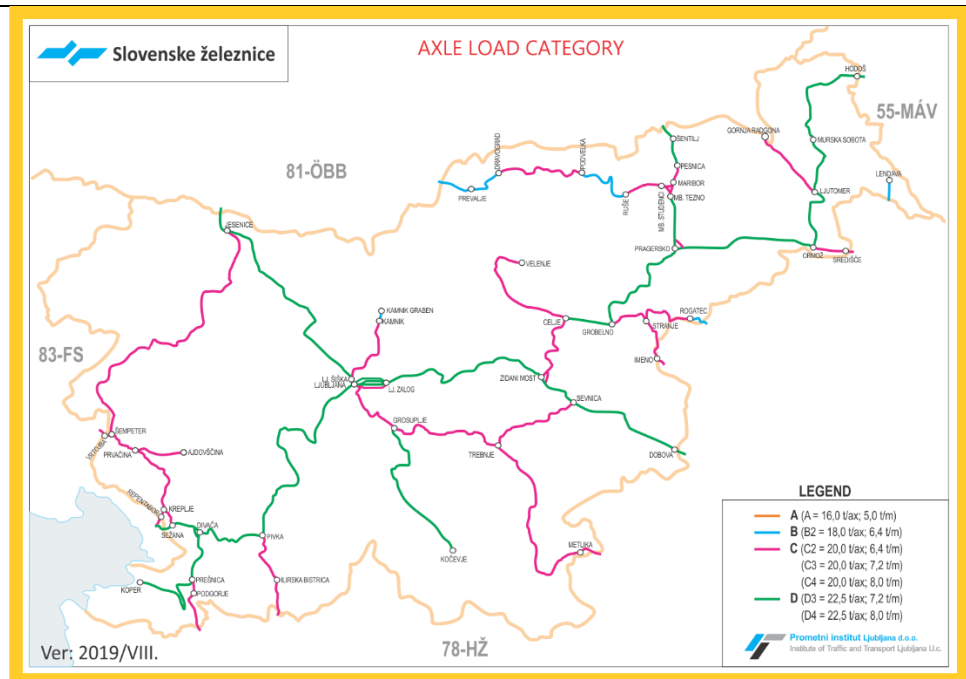 Slovenske železnice
AXLE LOAD CATEGORY
HODOŠ
55-MÁV
GORNJA RADGONA
ŠENTILJ
MURSKA SOBOTA
DRAVOGRAD
PODVELKA
81-ÖBB
PESNICA
LENDAVA
MARIBOR
PREVALJE
RUŠE
MB. STUDENCI
MB. TEZNO
LJUTOMER
JESENICE
PRAGERSKO
ORMOŽ
SREDIŠČE
VELENJE
KAMNIK GRABEN
KAMNIK
ROGATEC
CELJE
GROBELNO
STRANJE
83-FS
IMENO
LJ. ŠIŠKA
LJUBLJANA
LJ. ZALOG
ZIDANI MOST
SEVNICA
GROSUPLJE
ŠEMPETER
VRTOJBA
PRVAČINA
AJDOVŠČINA
TREBNJE
DOBOVA
REPENTABOR
KREPLJE
SEŽANA
DIVAČA
PIVKA
METLIKA
KOČEVJE
KOPER
PREŠNICA
PODGORJE
ILIRSKA BISTRICA
LEGEND
A (A = 16,0 t/ax; 5,0 t/m)
B (B2 = 18,0 t/ax; 6,4 t/m)
C (C2 = 20,0 t/ax; 6,4 t/m)
(C3 = 20,0 t/ax; 7,2 t/m)
(C4 = 20,0 t/ax; 8,0 t/m)
D (D3 = 22,5 t/ax; 7,2 t/m)
(D4 = 22,5 t/ax; 8,0 t/m)
78-HŽ
Ver: 2019/VIII.
Prometni institut Ljubljana d.o.o.
Institute of Traffic and Transport Ljubljana Ll.c.